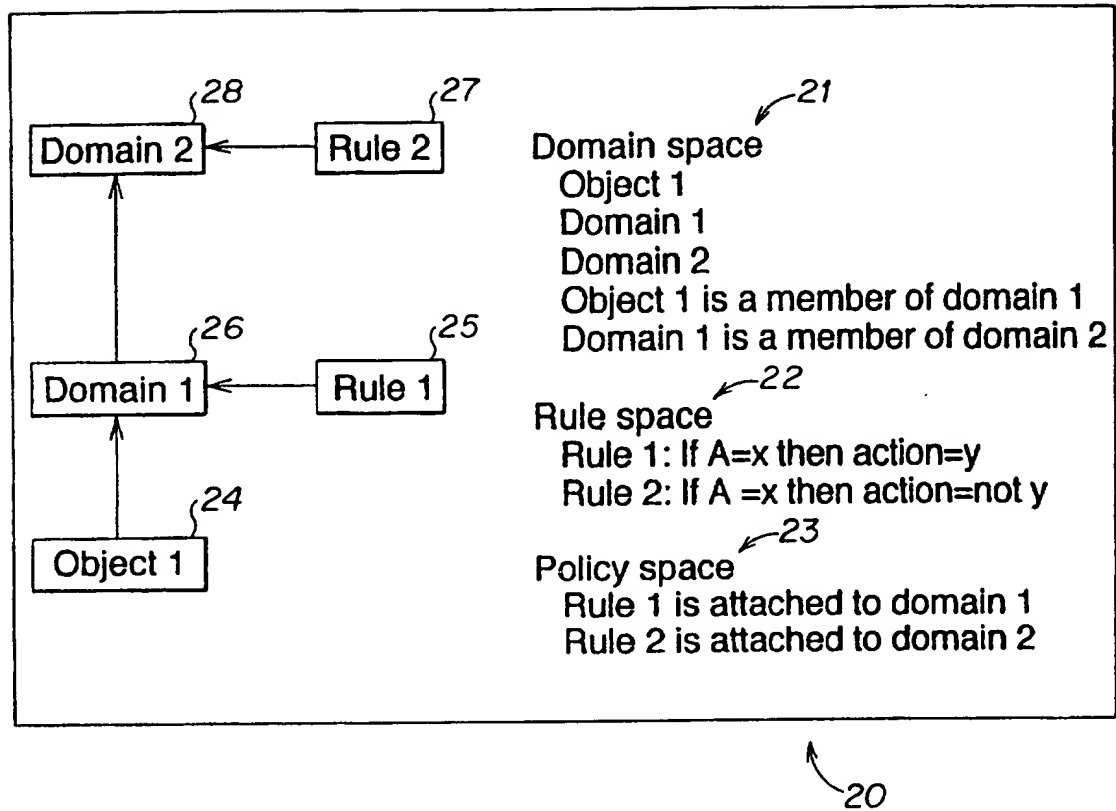 28
27
Domain 2
Rule 2
26
25
Domain 1
Rule 1
24
Object 1
21
Domain space
Object 1
Domain 1
Domain 2
Object 1 is a member of domain 1
Domain 1 is a member of domain 2
22
Rule space
Rule 1: If A=x then action=y
Rule 2: If A =x then action=not y
23
Policy space
Rule 1 is attached to domain 1
Rule 2 is attached to domain 2
20